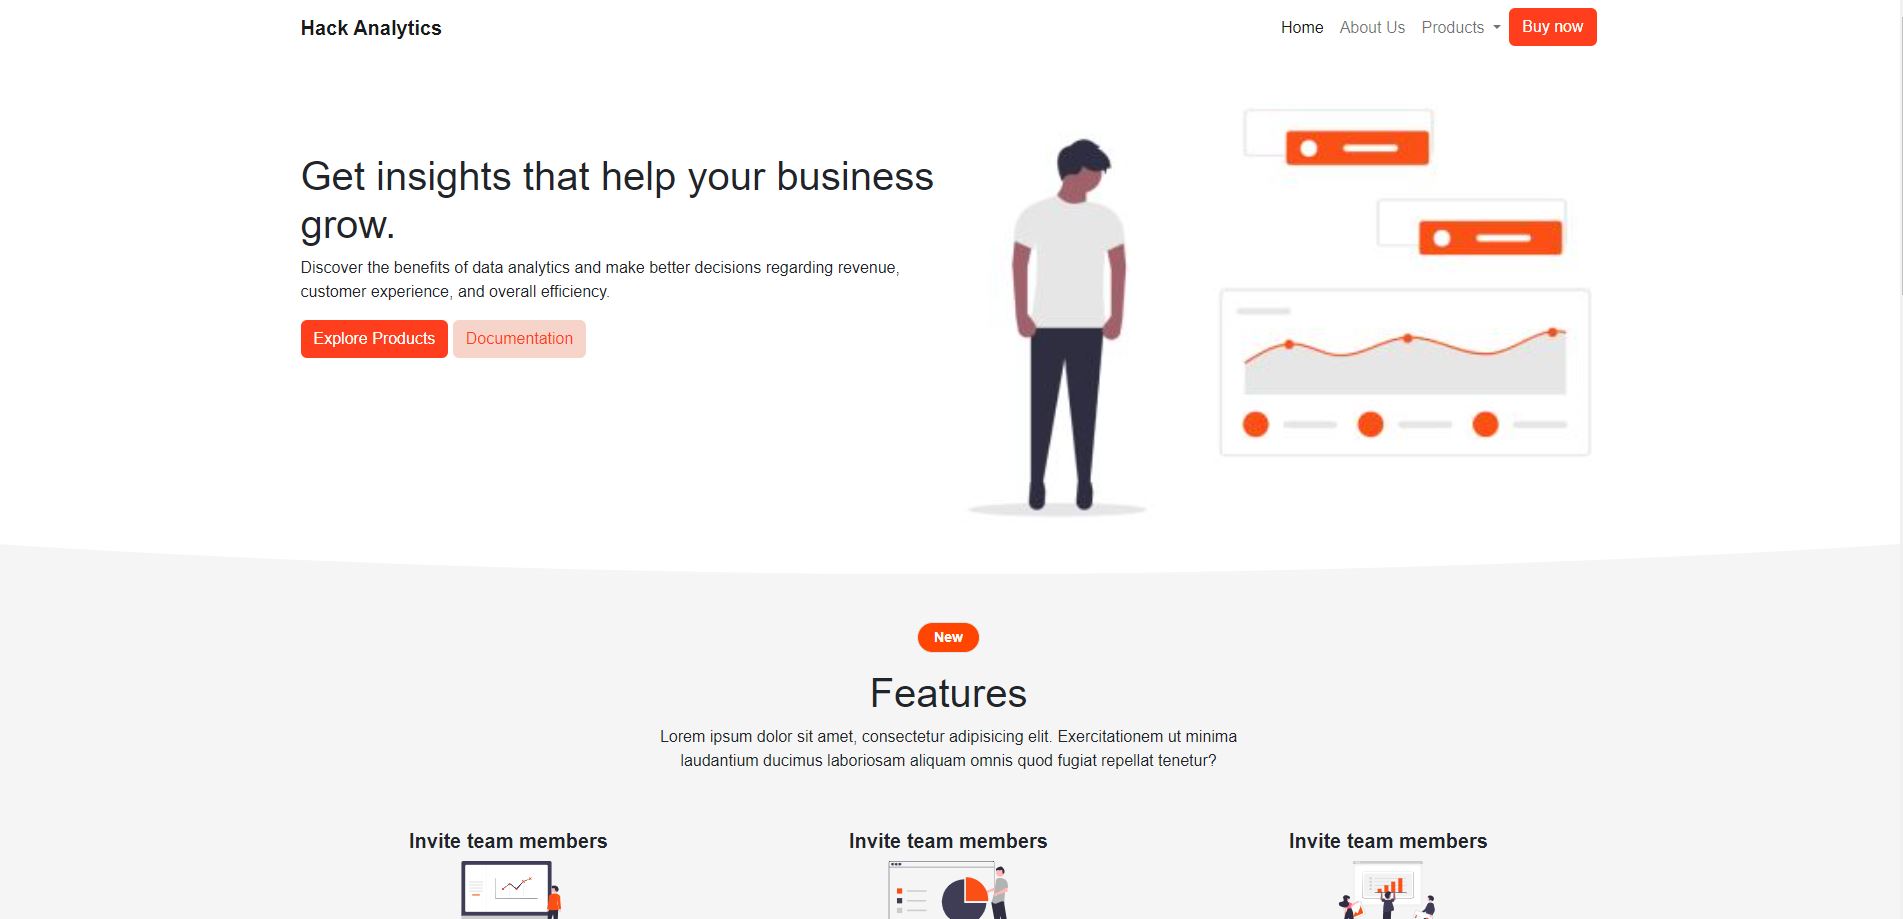 Hack Analytics
Home About Us Products Buy now
Get insights that help your business
grow.
Discover the benefits of data analytics and make better decisions regarding revenue,
customer experience, and overall efficiency.
Explore Products Documentation
New
Features
Lorem ipsum dolor sit amet, consectetur adipisicing elit. Exercitationem ut minima
laudantium ducimus laboriosam aliquam omnis quod fugiat repellat tenetur?
Invite team members
Invite team members
Invite team members